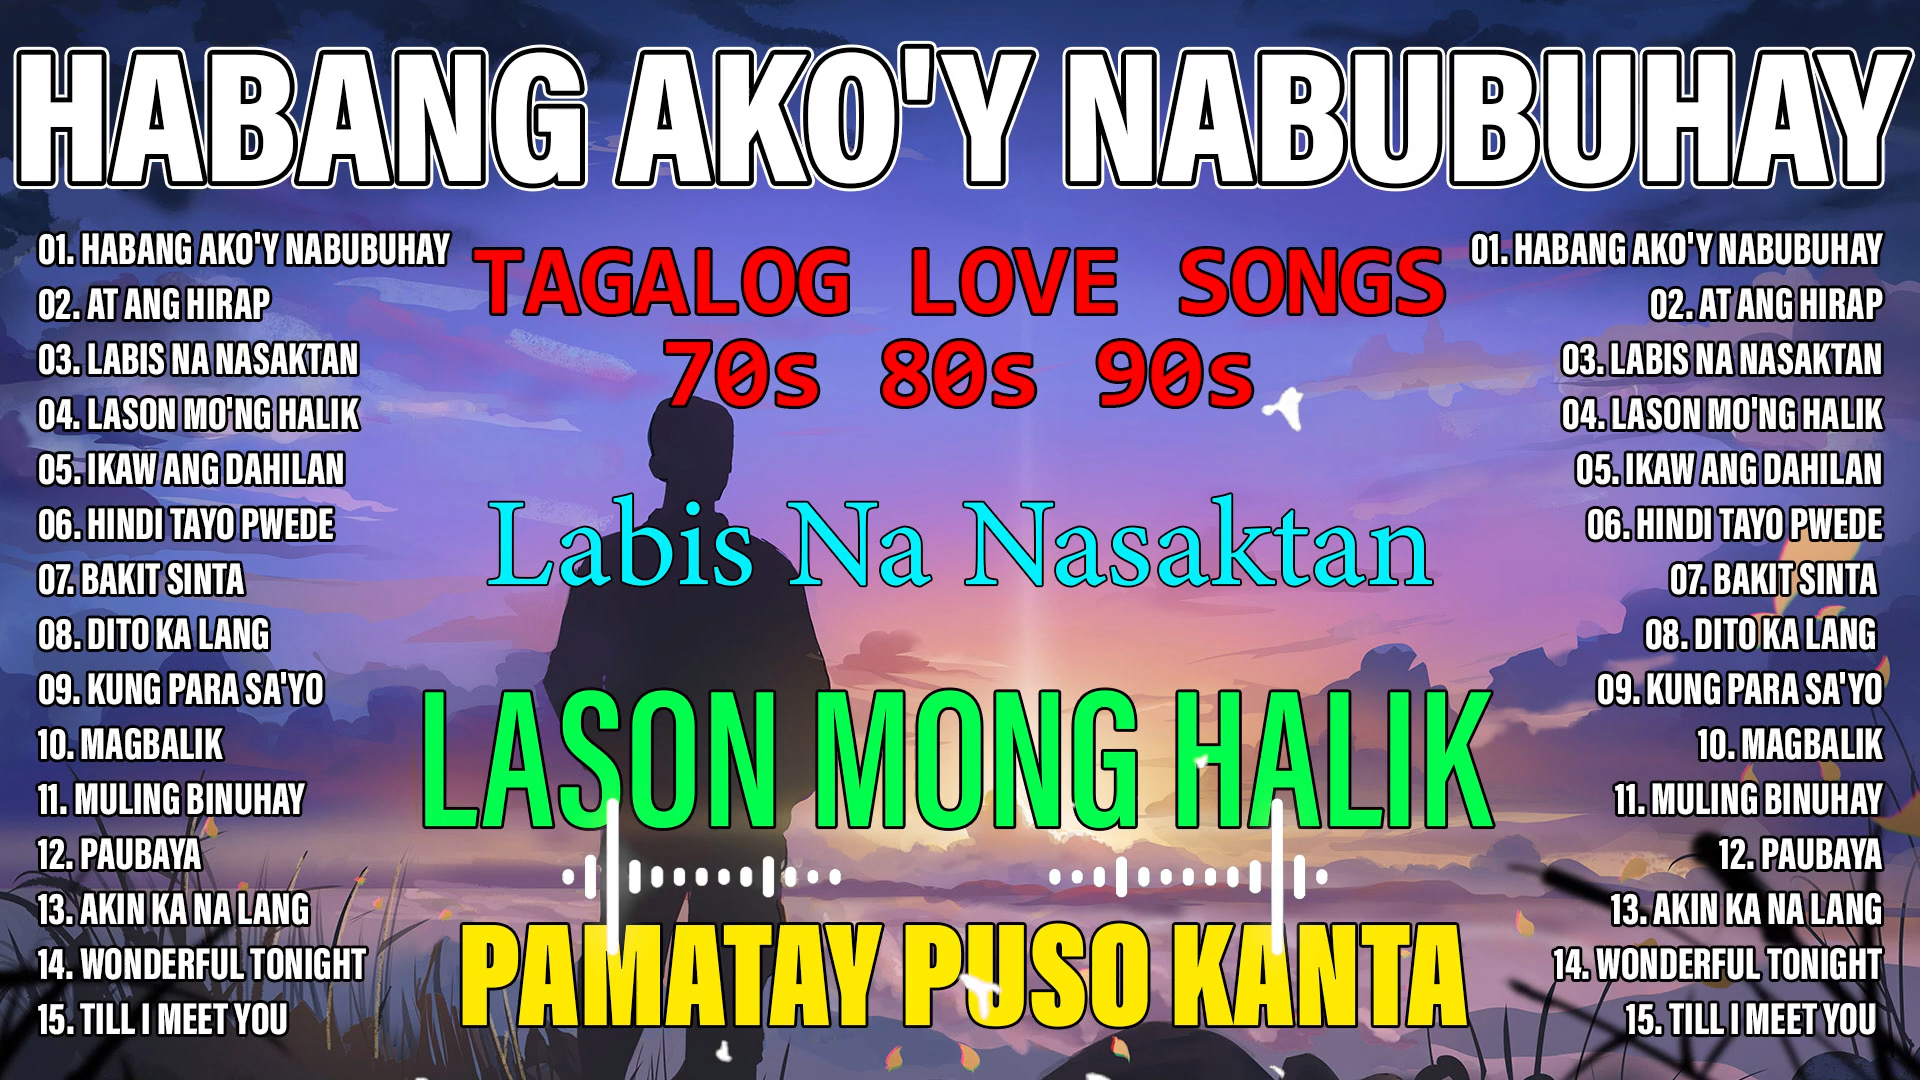 HABANG AKO'Y NABUBUHAY
01. HABANG AKO'Y NABUBUHAY
02. AT ANG HIRAP
03. LABIS NA NASAKTAN
04. LASON MO'NG HALIK
05. IKAW ANG DAHILAN
06. HINDI TAYO PWEDE
07. BAKIT SINTA
08. DITO KA LANG
09. KUNG PARA SA'YO
10. MAGBALIK
11. MULING BINUHAY
12. PAUBAYA
13. AKIN KA NA LANG
14. WONDERFUL TONIGHT
15. TILL I MEET YOU
TAGALOG LOVE SONGS
70s 80s 90s
Labis Na Nasaktan
LASON MONG HALIK
PAMATAY PUSO KANTA
01. HABANG AKO'Y NABUBUHAY
02. AT ANG HIRAP
03. LABIS NA NASAKTAN
04. LASON MO'NG HALIK
05. IKAW ANG DAHILAN
06. HINDI TAYO PWEDE
07. BAKIT SINTA
08. DITO KA LANG
09. KUNG PARA SA'YO
10. MAGBALIK
11. MULING BINUHAY
12. PAUBAYA
13. AKIN KA NA LANG
14. WONDERFUL TONIGHT
15. TILL I MEET YOU